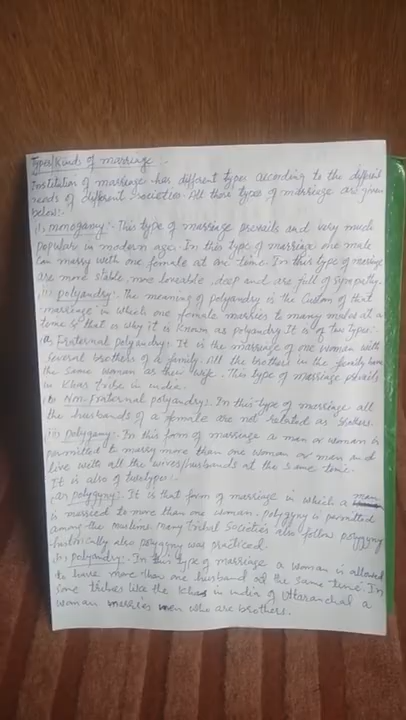 Types/Kinds of marriage :-
Institution of marriage has different types according to the different
needs of different societies. All these types of marriage are given
below:-
(i) monogamy:- This type of marriage prevails and very much
popular in modern age. In this type of marriage one male
can marry with one female at one time. In this type of marriage
are more stable, more loveable, deep and are full of sympathy.
(ii) polyandry:- The meaning of polyandry is the custom of that
marriage in which one female marries to many males at a
time & that is why it is known as polyandry. It is of two types:-
(a) Fraternal polyandry: It is the marriage of one woman with
several brothers of a family. All the brothers in the family have
the same woman as their wife. This type of marriage prevails
in Khas tribe in india.
(b) Non-Fraternal polyandry: In this type of marriage all
the husbands of a female are not related as brothers.
(iii) polygamy:- In this form of marriage a man or woman is
permitted to marry more than one woman or man and
live with all the wives/husbands at the same time.
It is also of two types:-
(a) polygyny:- It is that form of marriage in which a man
is married to more than one woman. polygyny is permitted
among the muslims. many tribal societies also follow polygyny
historically also polygyny was practiced.
(b) polyandry:- In this type of marriage a woman is allowed
to have more than one husband at the same time. In
some tribes like the Khas in india of Uttaranchal a
woman marries men who are brothers.